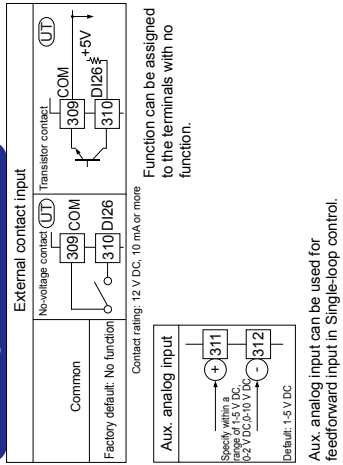 External contact input
Common
No-voltage contact
UT
309 COM
310 DI26
Transistor contact
UT
309 COM
310 DI26
+5V
Factory default: No function
Contact rating: 12 V DC, 10 mA or more
Function can be assigned
to the terminals with no
function.
Aux. analog input
Specify within a
range of 1-5 V DC,
0-2 V DC,0-10 V DC
Default: 1-5 V DC
+ 311
- 312
Aux. analog input can be used for
feedforward input in Single-loop control.